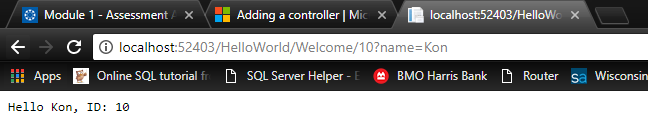 Module 1 - Assessment
Adding a controller | Mic
localhost:52403/HelloWo
localhost:52403/HelloWorld/Welcome/10?name=Kon
Apps Online SQL tutorial fr SQL Server Helper - E BMO Harris Bank Router sa Wisconsin
Hello Kon, ID: 10